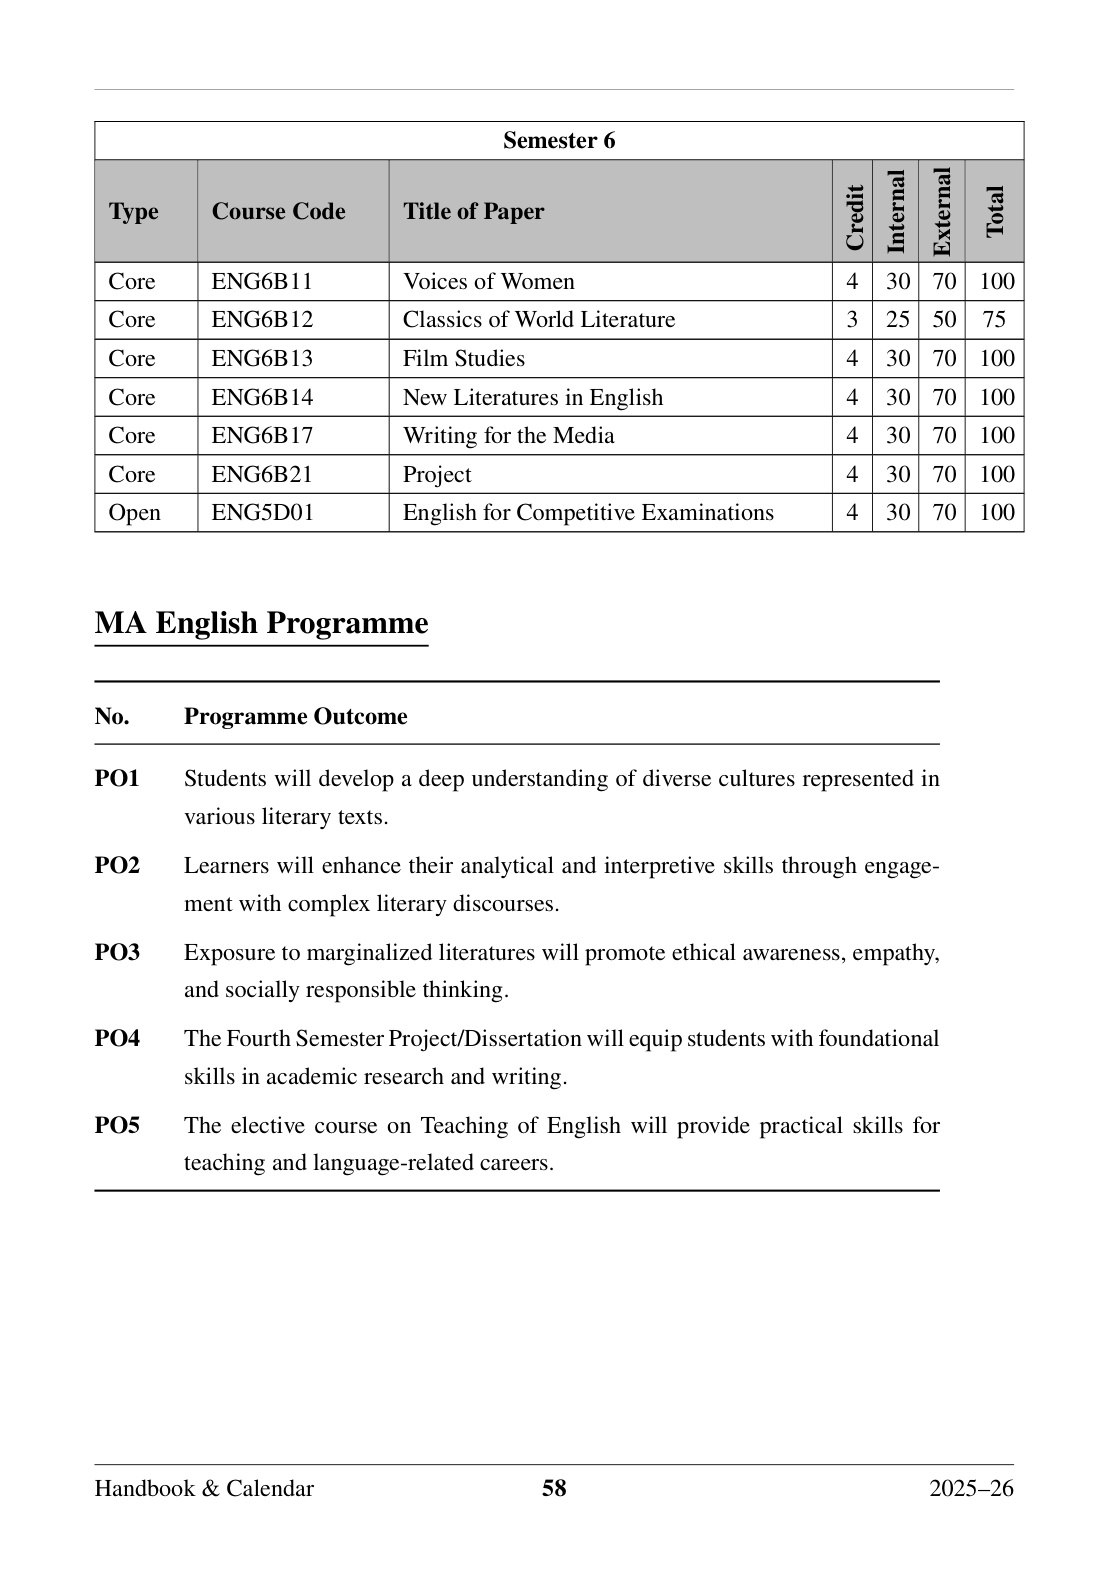 Semester 6
Type Course Code Title of Paper Credit Internal External Total
Core ENG6B11 Voices of Women 4 30 70 100
Core ENG6B12 Classics of World Literature 3 25 50 75
Core ENG6B13 Film Studies 4 30 70 100
Core ENG6B14 New Literatures in English 4 30 70 100
Core ENG6B17 Writing for the Media 4 30 70 100
Core ENG6B21 Project 4 30 70 100
Open ENG5D01 English for Competitive Examinations 4 30 70 100
MA English Programme
No. Programme Outcome
PO1 Students will develop a deep understanding of diverse cultures represented in
various literary texts.
PO2 Learners will enhance their analytical and interpretive skills through engage-
ment with complex literary discourses.
PO3 Exposure to marginalized literatures will promote ethical awareness, empathy,
and socially responsible thinking.
PO4 The Fourth Semester Project/Dissertation will equip students with foundational
skills in academic research and writing.
PO5 The elective course on Teaching of English will provide practical skills for
teaching and language-related careers.
Handbook & Calendar 58 2025–26